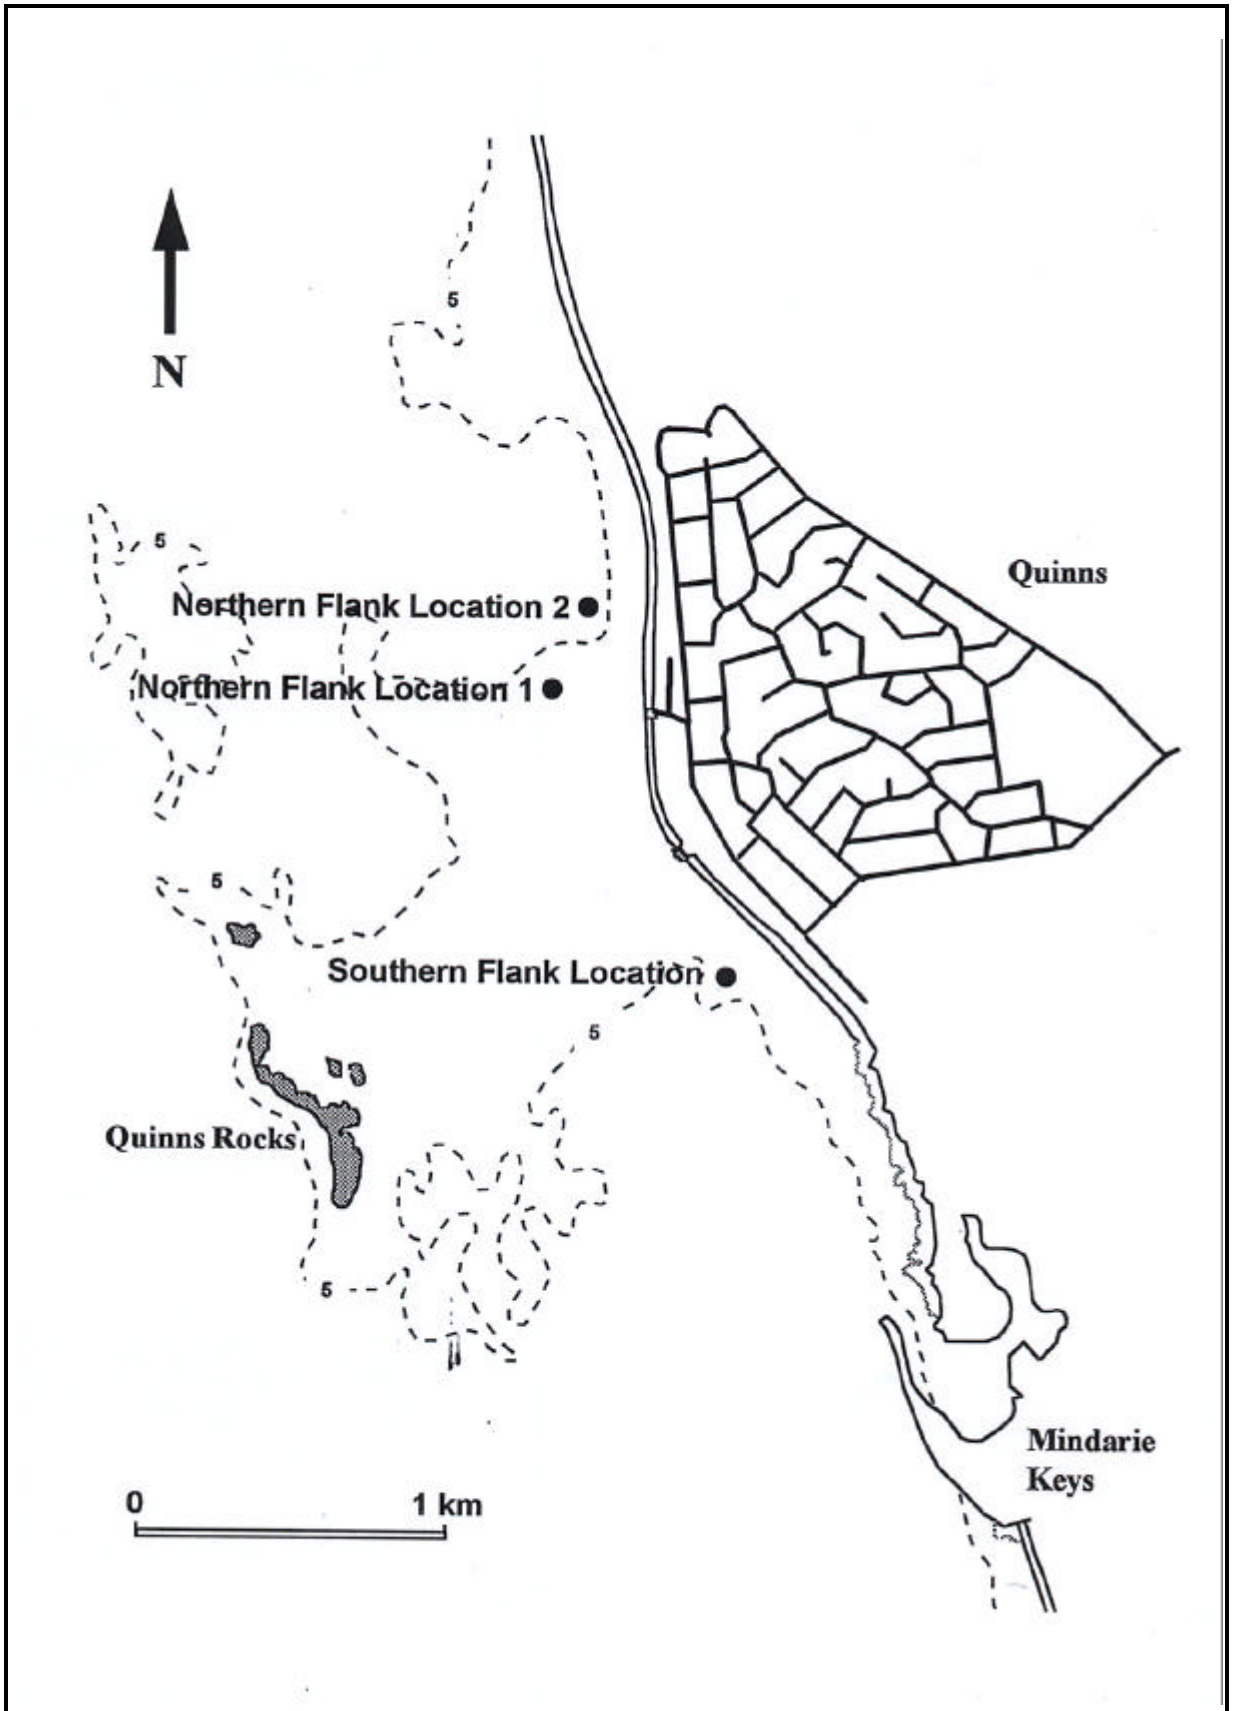 N
5
5
Quinns
Northern Flank Location 2
Northern Flank Location 1
5
Southern Flank Location
5
Quinns Rocks
5
Mindarie
Keys
0 1 km